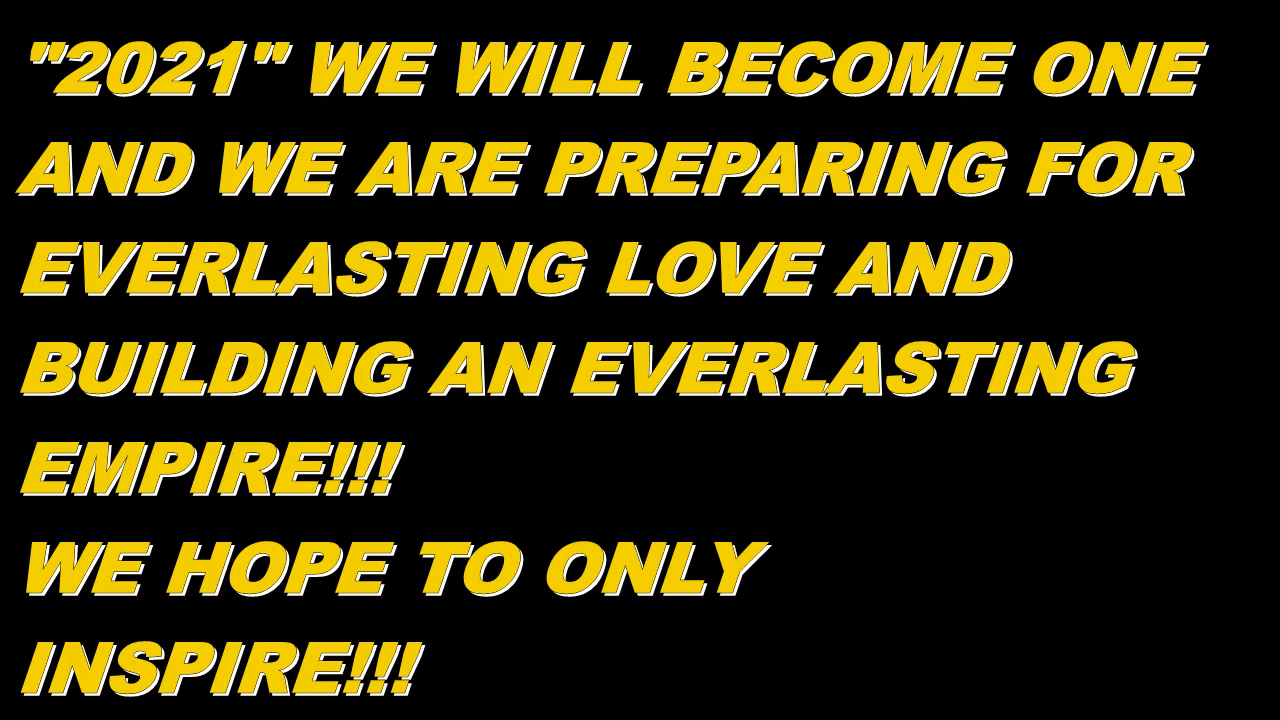 "2021" WE WILL BECOME ONE
AND WE ARE PREPARING FOR
EVERLASTING LOVE AND
BUILDING AN EVERLASTING
EMPIRE!!!
WE HOPE TO ONLY
INSPIRE!!!